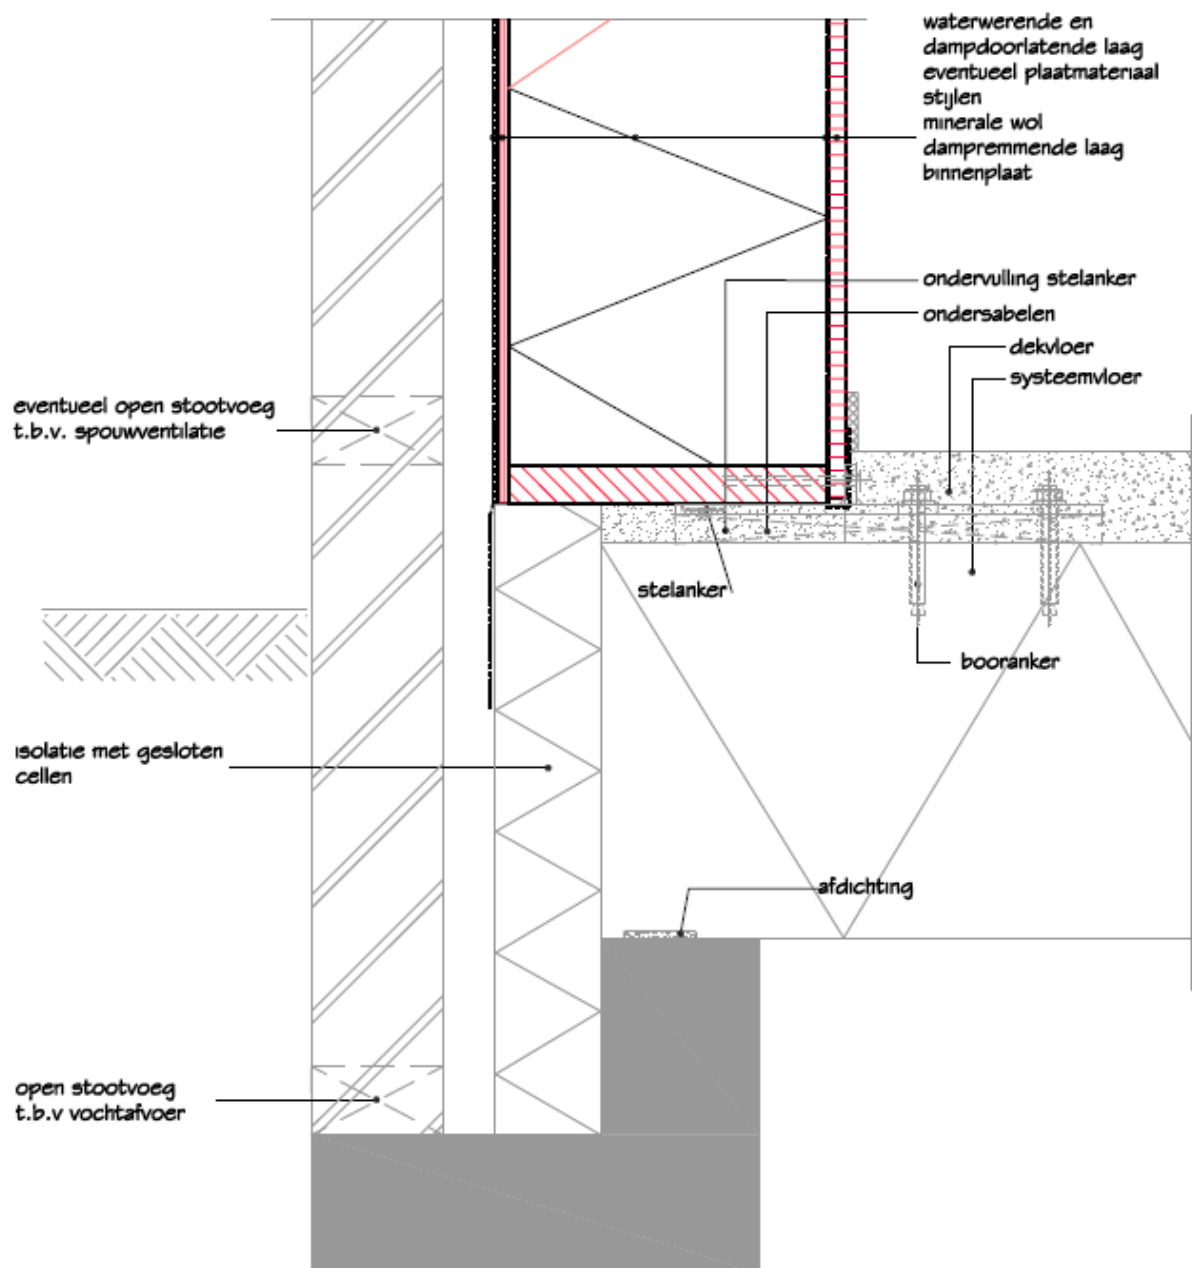 waterwerende en
dampdoorlatende laag
eventueel plaatmateriaal
stijlen
minerale wol
dampremmende laag
binnenplaat
ondervulling stelanker
ondersabelen
dekvloer
systeemvloer
eventueel open stootvoeg
t.b.v. spouwventilatie
stelanker
booranker
isolatie met gesloten
cellen
afdichting
open stootvoeg
t.b.v vochtafvoer